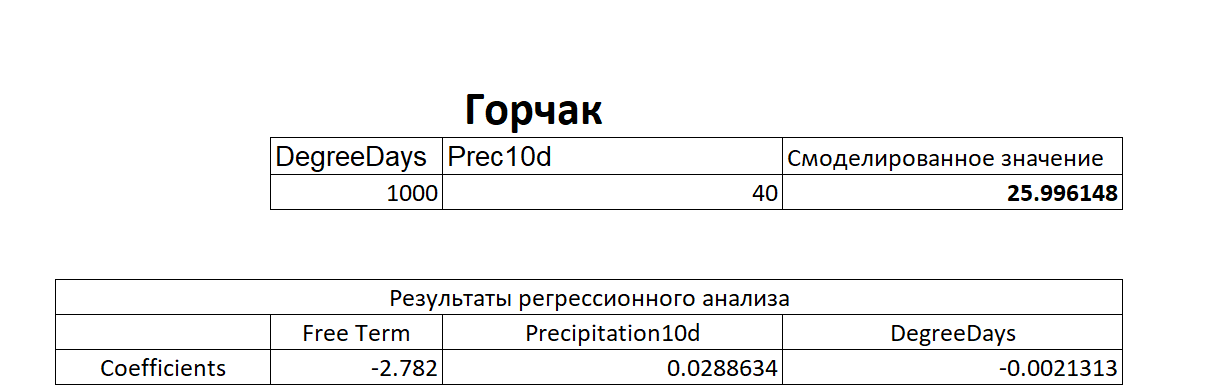 Горчак
DegreeDays Prec10d Смоделированное значение
1000 40 25.996148
Результаты регрессионного анализа
Free Term Precipitation10d DegreeDays
Coefficients -2.782 0.0288634 -0.0021313